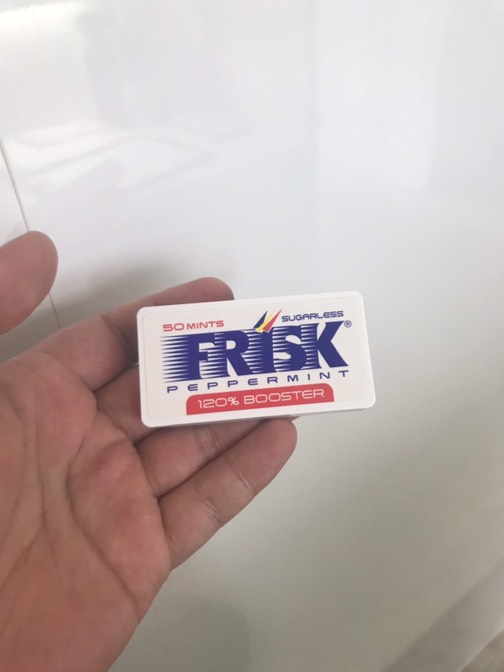 50 MINTS
SUGARLESS
FRISK®
PEPPERMINT
120% BOOSTER